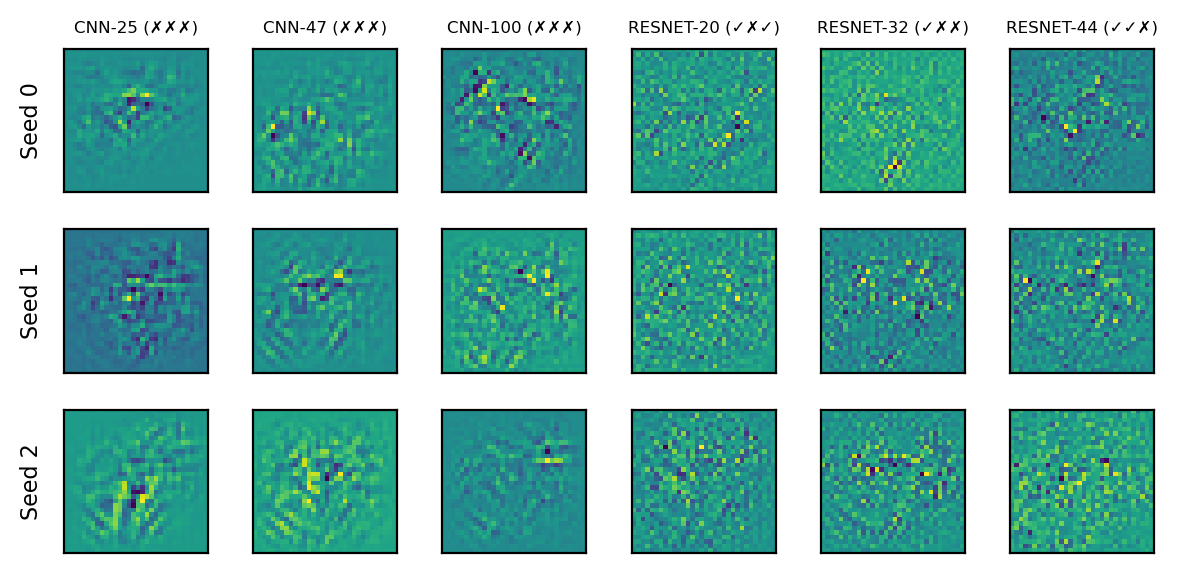 CNN-25 (✗✗✗) CNN-47 (✗✗✗) CNN-100 (✗✗✗) RESNET-20 (✓✗✓) RESNET-32 (✓✗✗) RESNET-44 (✓✓✗)
Seed 0
Seed 1
Seed 2